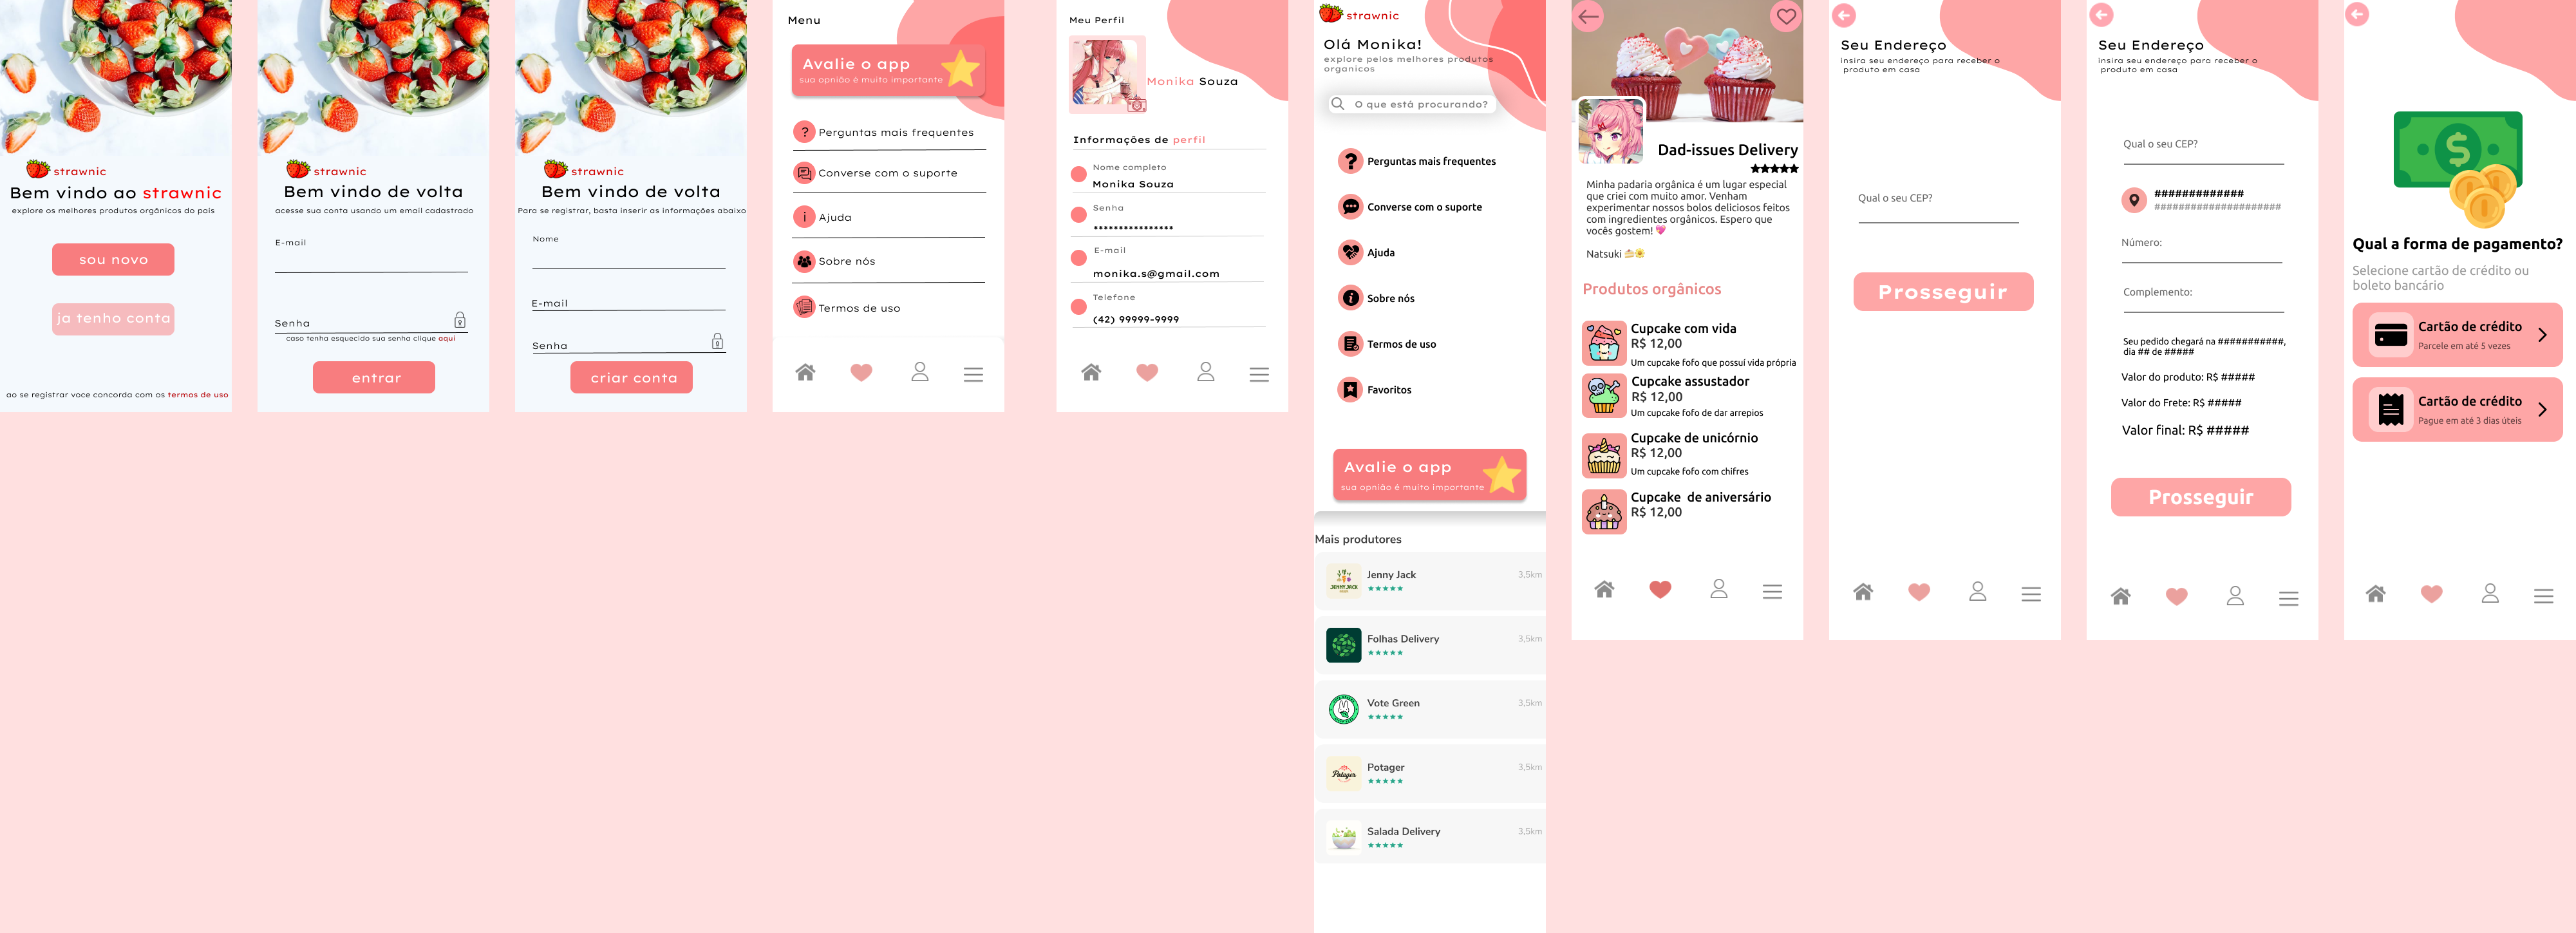 strawnic
Bem vindo ao strawnic
explore os melhores produtos orgânicos do país
sou novo
ja tenho conta
ao se registrar voce concorda com os termos de uso
strawnic
Bem vindo de volta
acesse sua conta usando um email cadastrado
E-mail
Senha
caso tenha esquecido sua senha clique aqui
entrar
strawnic
Bem vindo de volta
Para se registrar, basta inserir as informações abaixo
Nome
E-mail
Senha
criar conta
Menu
Avalie o app
sua opnião é muito importante
? Perguntas mais frequentes
Converse com o suporte
i Ajuda
Sobre nós
Termos de uso
Meu Perfil
Monika Souza
Informações de perfil
Nome completo
Monika Souza
Senha
****************
E-mail
monika.s@gmail.com
Telefone
(42) 99999-9999
strawnic
Olá Monika!
explore pelos melhores produtos
organicos
O que está procurando?
? Perguntas mais frequentes
Converse com o suporte
Ajuda
Sobre nós
Termos de uso
Favoritos
Avalie o app
sua opnião é muito importante
Mais produtores
JENNY JACK
Jenny Jack
3,5km
Folhas Delivery
3,5km
Vote Green
3,5km
Potager
Potager
3,5km
Salada Delivery
3,5km
Dad-issues Delivery
Minha padaria orgânica é um lugar especial
que criei com muito amor. Venham
experimentar nossos bolos deliciosos feitos
com ingredientes orgânicos. Espero que
vocês gostem! 💖
Natsuki 🍰🌼
Produtos orgânicos
Cupcake com vida
R$ 12,00
Um cupcake fofo que possuí vida própria
Cupcake assustador
R$ 12,00
Um cupcake fofo de dar arrepios
Cupcake de unicórnio
R$ 12,00
Um cupcake fofo com chifres
Cupcake de aniversário
R$ 12,00
Seu Endereço
insira seu endereço para receber o
produto em casa
Qual o seu CEP?
Prosseguir
Seu Endereço
insira seu endereço para receber o
produto em casa
Qual o seu CEP?
#############
#####################
Número:
Complemento:
Seu pedido chegará na ###########,
dia ## de #####
Valor do produto: R$ #####
Valor do Frete: R$ #####
Valor final: R$ #####
Prosseguir
$
Qual a forma de pagamento?
Selecione cartão de crédito ou
boleto bancário
Cartão de crédito
Parcele em até 5 vezes
Cartão de crédito
Pague em até 3 dias úteis